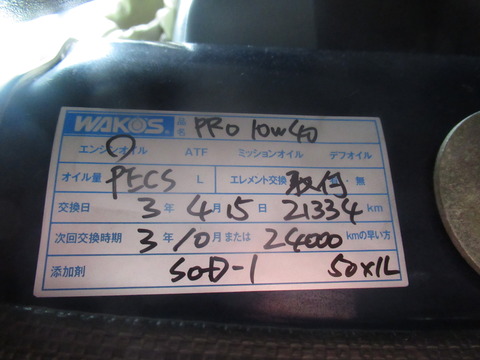 WAKO'S 品名 PRO 10W40
エンジンオイル ATF ミッションオイル デフオイル
オイル量 PECS L エレメント交換 取付 ・ 無
交換日 3 年 4 月 15 日 21334 km
次回交換時期 3 年 10 月 または 24000 kmの早い方
添加剤 SOD-1 50x1L